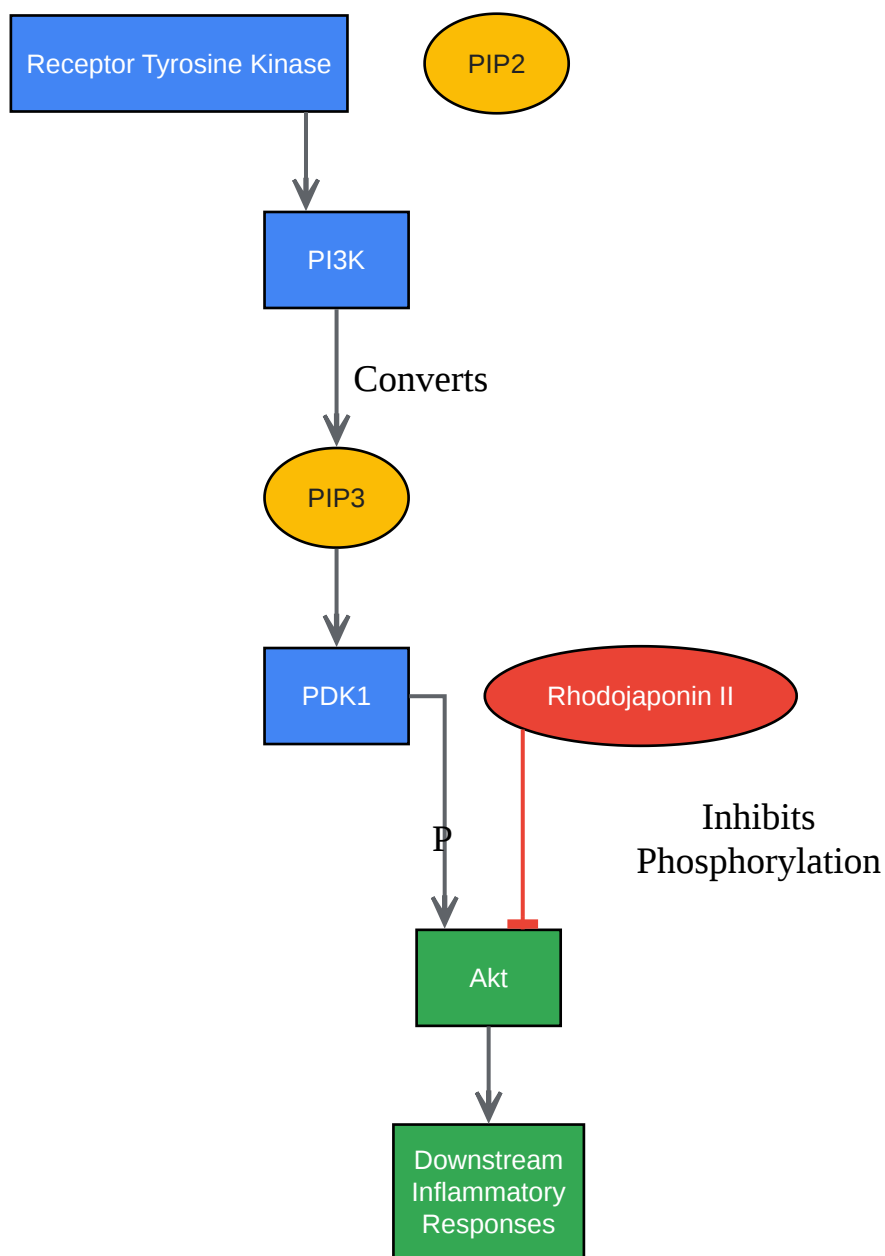 Receptor Tyrosine Kinase
PIP2
PI3K
Converts
PIP3
PDK1
Rhodojaponin II
P
Inhibits
Phosphorylation
Akt
Downstream
Inflammatory
Responses